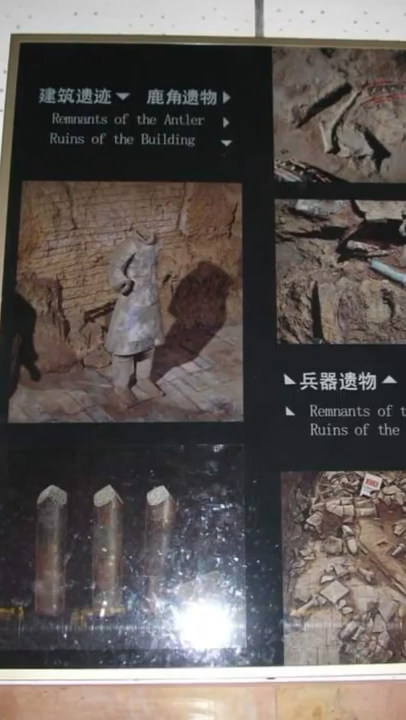 建筑遗迹 鹿角遗物
Remnants of the Antler
Ruins of the Building
兵器遗物
Remnants of t
Ruins of the